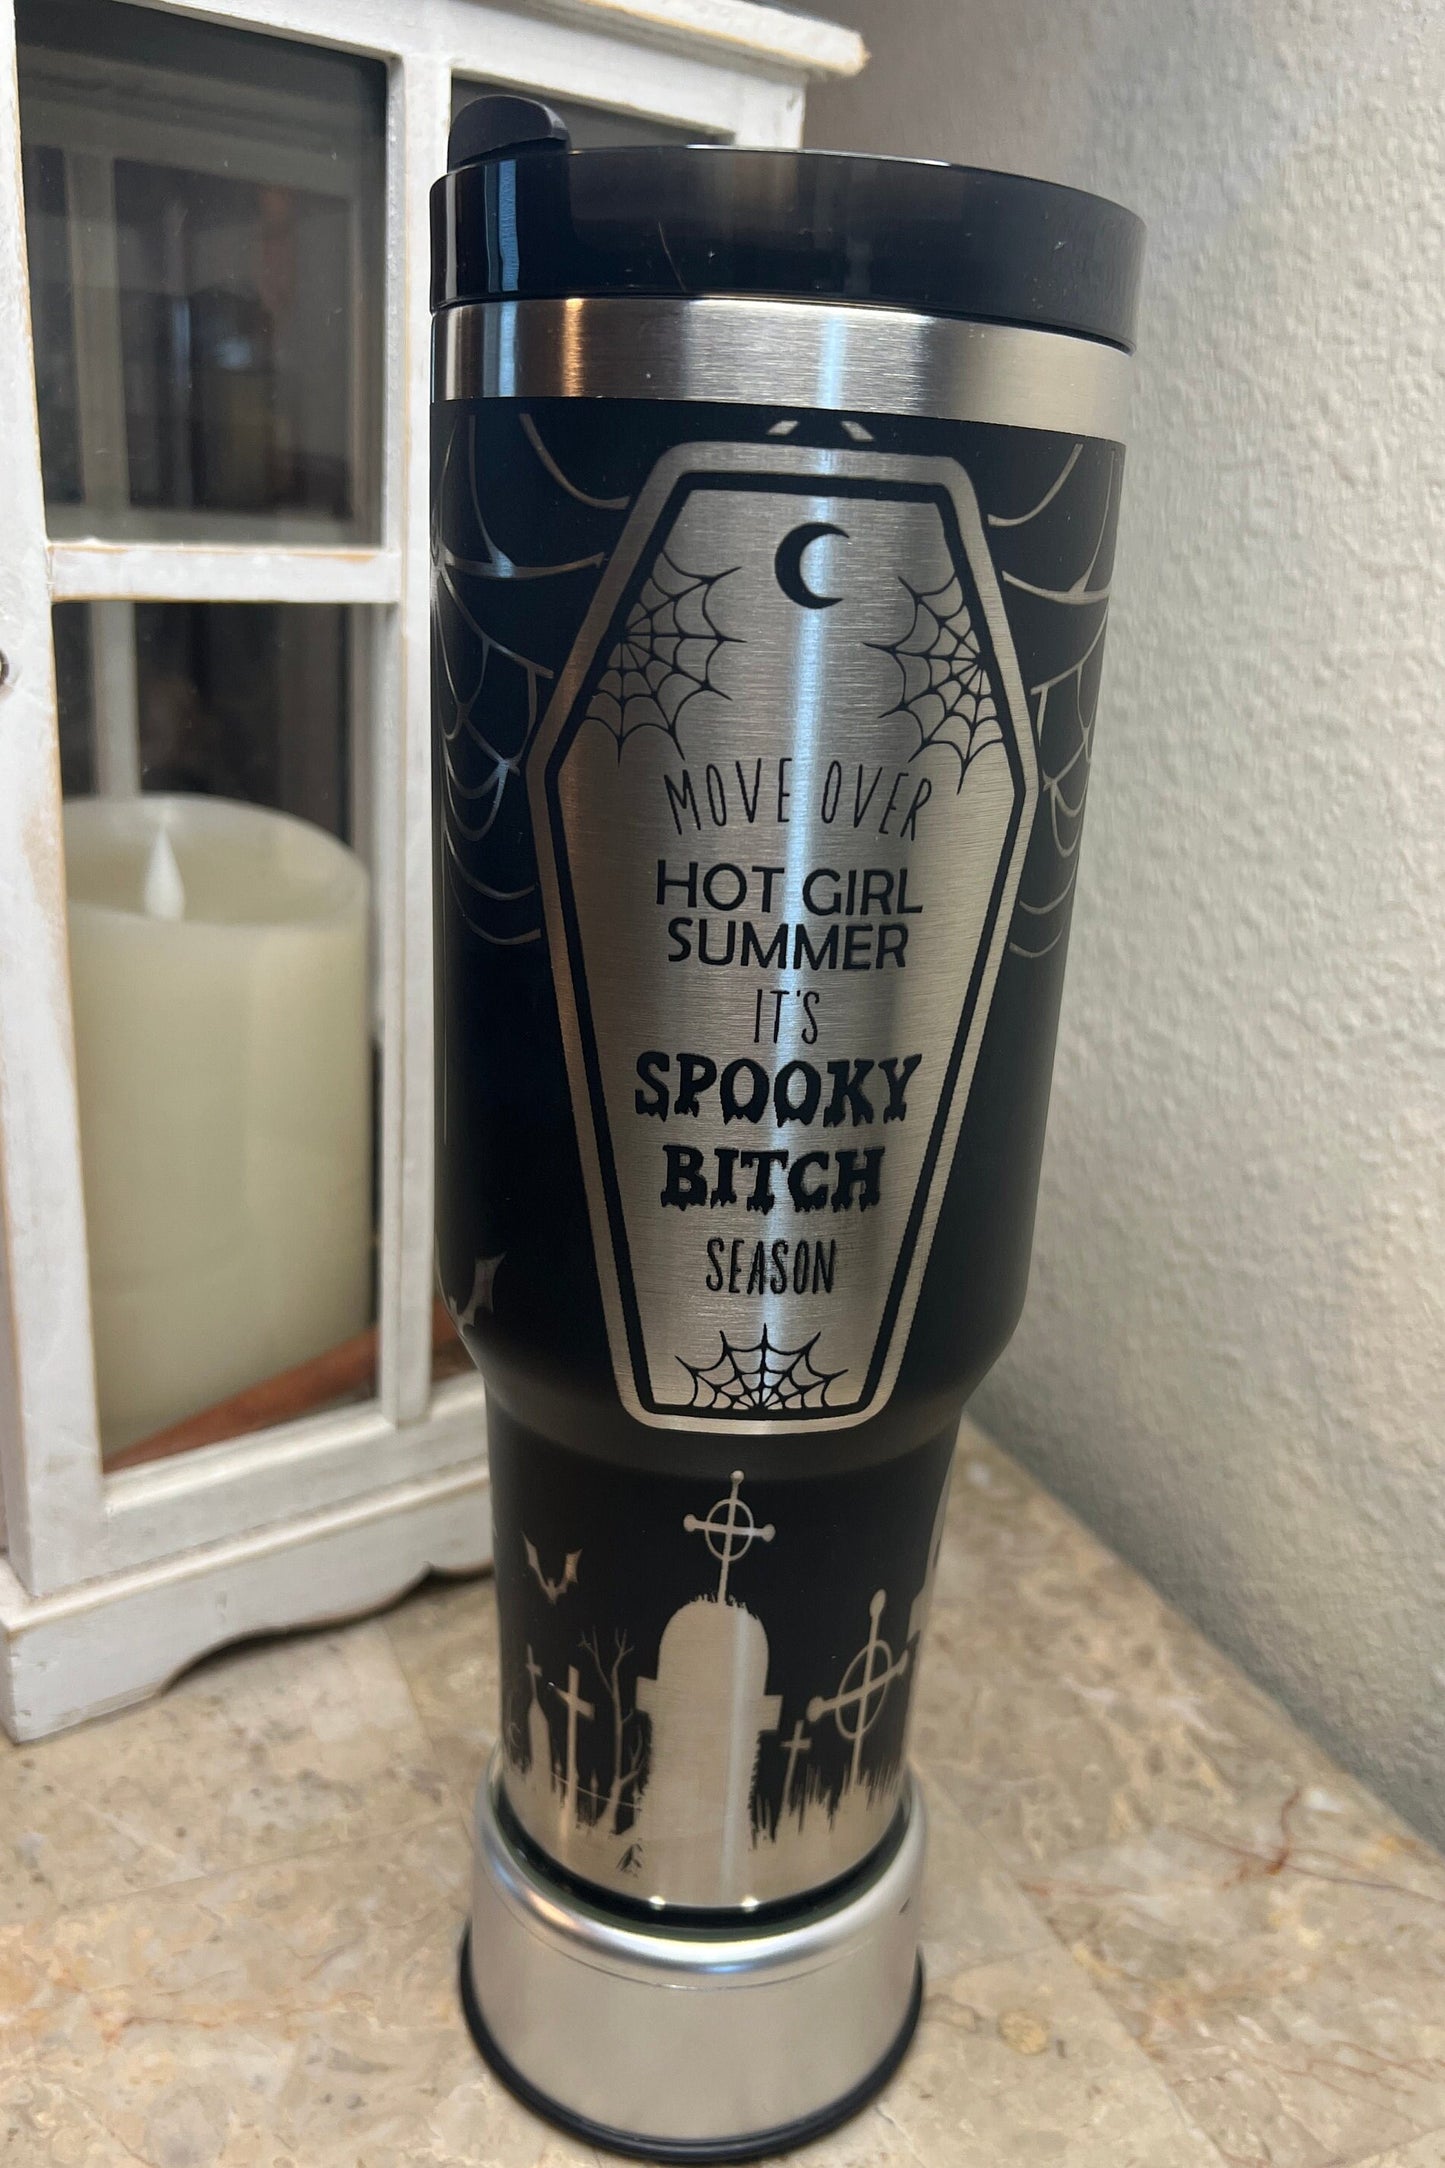 MOVE OVER
HOT GIRL
SUMMER
IT'S
SPOOKY
BITCH
SEASON